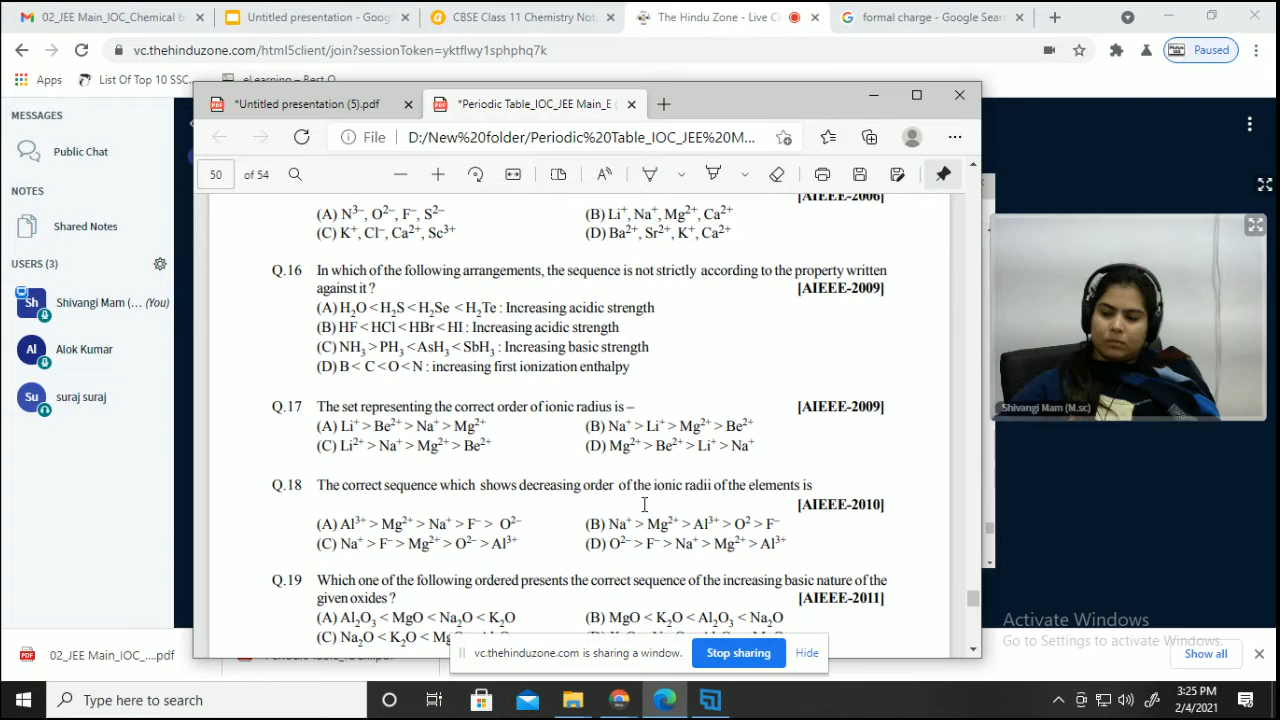 02_JEE Main_IOC_Chemical b
Untitled presentation - Goog
CBSE Class 11 Chemistry Note
The Hindu Zone - Live C
formal charge - Google Sear
vc.thehinduzone.com/html5client/join?sessionToken=yktflwy1sphphq7k
Paused
Apps
List Of Top 10 SSC...
eLearning – Best O
*Untitled presentation (5).pdf
*Periodic Table_IOC_JEE Main_E (
File
D:/New%20folder/Periodic%20Table_IOC_JEE%20M...
50 of 54
MESSAGES
Public Chat
NOTES
Shared Notes
USERS (3)
Sh Shivangi Mam ... (You)
Al Alok Kumar
Su suraj suraj
[AIEEE-2006]
(A) N³⁻, O²⁻, F⁻, S²⁻ (B) Li⁺, Na⁺, Mg²⁺, Ca²⁺
(C) K⁺, Cl⁻, Ca²⁺, Sc³⁺ (D) Ba²⁺, Sr²⁺, K⁺, Ca²⁺
Q.16 In which of the following arrangements, the sequence is not strictly according to the property written
against it ? [AIEEE-2009]
(A) H₂O < H₂S < H₂Se < H₂Te : Increasing acidic strength
(B) HF < HCl < HBr < HI : Increasing acidic strength
(C) NH₃ > PH₃ < AsH₃ < SbH₃ : Increasing basic strength
(D) B < C < O < N : increasing first ionization enthalpy
Q.17 The set representing the correct order of ionic radius is – [AIEEE-2009]
(A) Li⁺ > Be²⁺ > Na⁺ > Mg²⁺ (B) Na⁺ > Li⁺ > Mg²⁺ > Be²⁺
(C) Li²⁺ > Na⁺ > Mg²⁺ > Be²⁺ (D) Mg²⁺ > Be²⁺ > Li⁺ > Na⁺
Q.18 The correct sequence which shows decreasing order of the ionic radii of the elements is
[AIEEE-2010]
(A) Al³⁺ > Mg²⁺ > Na⁺ > F⁻ > O²⁻ (B) Na⁺ > Mg²⁺ > Al³⁺ > O² > F⁻
(C) Na⁺ > F⁻ > Mg²⁺ > O²⁻ > Al³⁺ (D) O²⁻ > F⁻ > Na⁺ > Mg²⁺ > Al³⁺
Q.19 Which one of the following ordered presents the correct sequence of the increasing basic nature of the
given oxides ? [AIEEE-2011]
(A) Al₂O₃ < MgO < Na₂O < K₂O (B) MgO < K₂O < Al₂O₃ < Na₂O
(C) Na₂O < K₂O <
Shivangi Mam (M.sc)
Activate Windows
Go to Settings to activate Windows.
vc.thehinduzone.com is sharing a window.
Stop sharing
Hide
02_JEE Main_IOC_....pdf
Show all
Type here to search
3:25 PM
2/4/2021